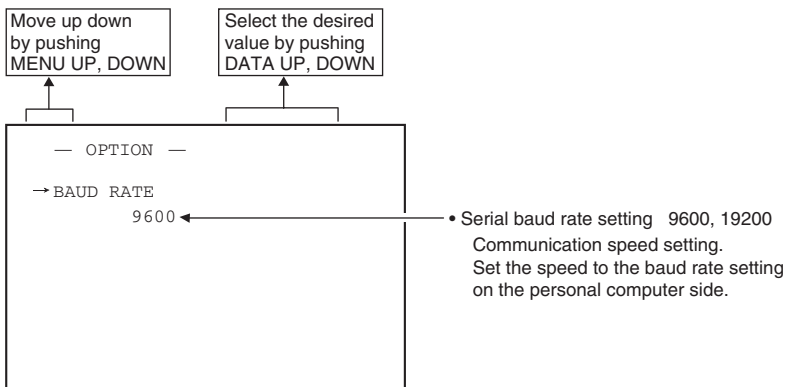 Move up down
by pushing
MENU UP, DOWN
Select the desired
value by pushing
DATA UP, DOWN
— OPTION —
→BAUD RATE
9600
• Serial baud rate setting 9600, 19200
Communication speed setting.
Set the speed to the baud rate setting
on the personal computer side.